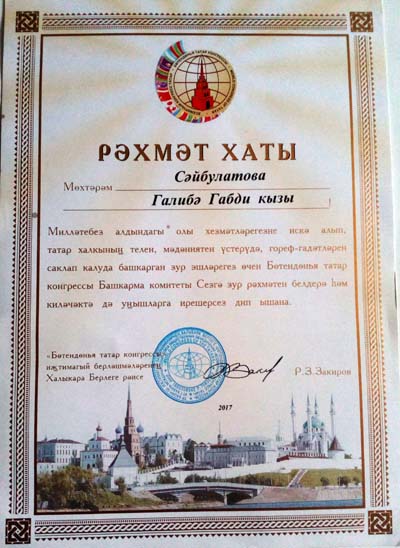 РӘХМӘТ ХАТЫ
Мөхтәрәм Сәйбулатова
Галибә Габди кызы
Милләтебез алдындагы олы хезмәтләрегезне искә алып,
татар халкының телен, мәдәниятен үстерүдә, гореф-гадәтләрен
саклап калуда башкарган зур эшләрегез өчен Бөтендөнья татар
конгрессы Башкарма комитеты Сезгә зур рәхмәтен белдерә һәм
киләчәктә дә уңышларга ирешерсез дип ышана.
«Бөтендөнья татар конгрессы»
иҗтимагый берләшмәләренең
Халыкара Берлеге рәисе
Р.З.Закиров
2017